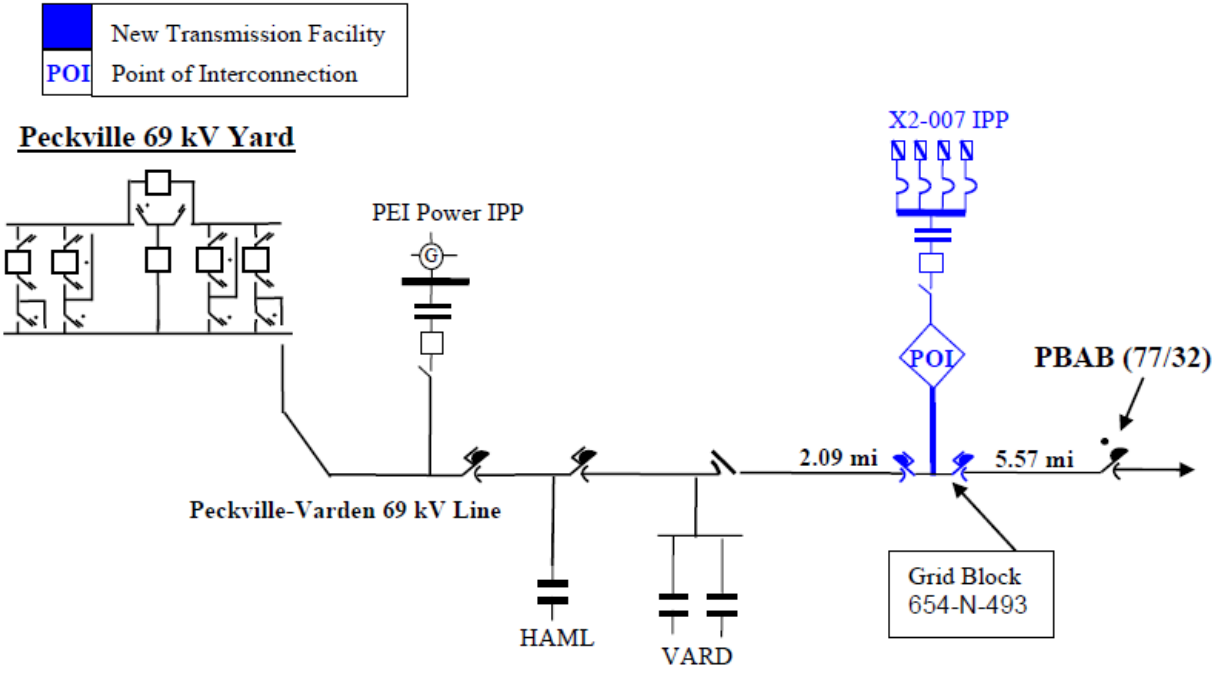 New Transmission Facility
POI Point of Interconnection
Peckville 69 kV Yard
X2-007 IPP
PEI Power IPP
G
POI
PBAB (77/32)
2.09 mi
5.57 mi
Peckville-Varden 69 kV Line
Grid Block
654-N-493
HAML
VARD